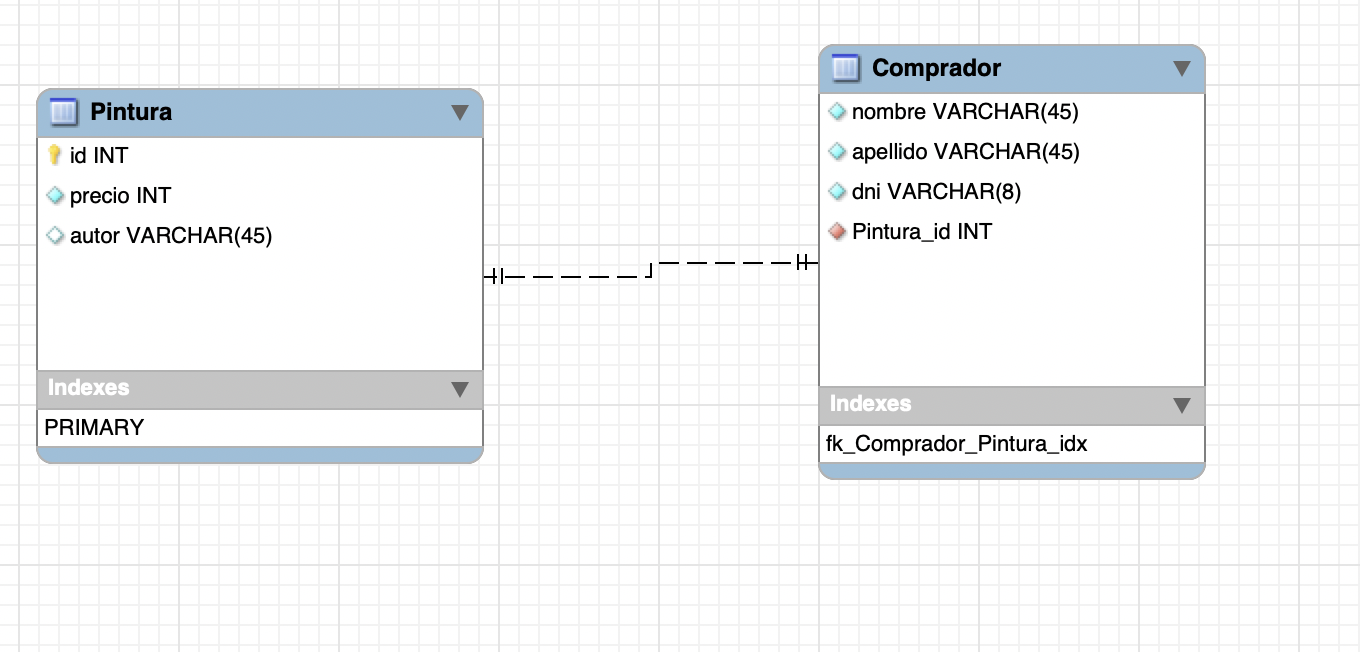 Pintura
id INT
precio INT
autor VARCHAR(45)
Indexes
PRIMARY
Comprador
nombre VARCHAR(45)
apellido VARCHAR(45)
dni VARCHAR(8)
Pintura_id INT
Indexes
fk_Comprador_Pintura_idx